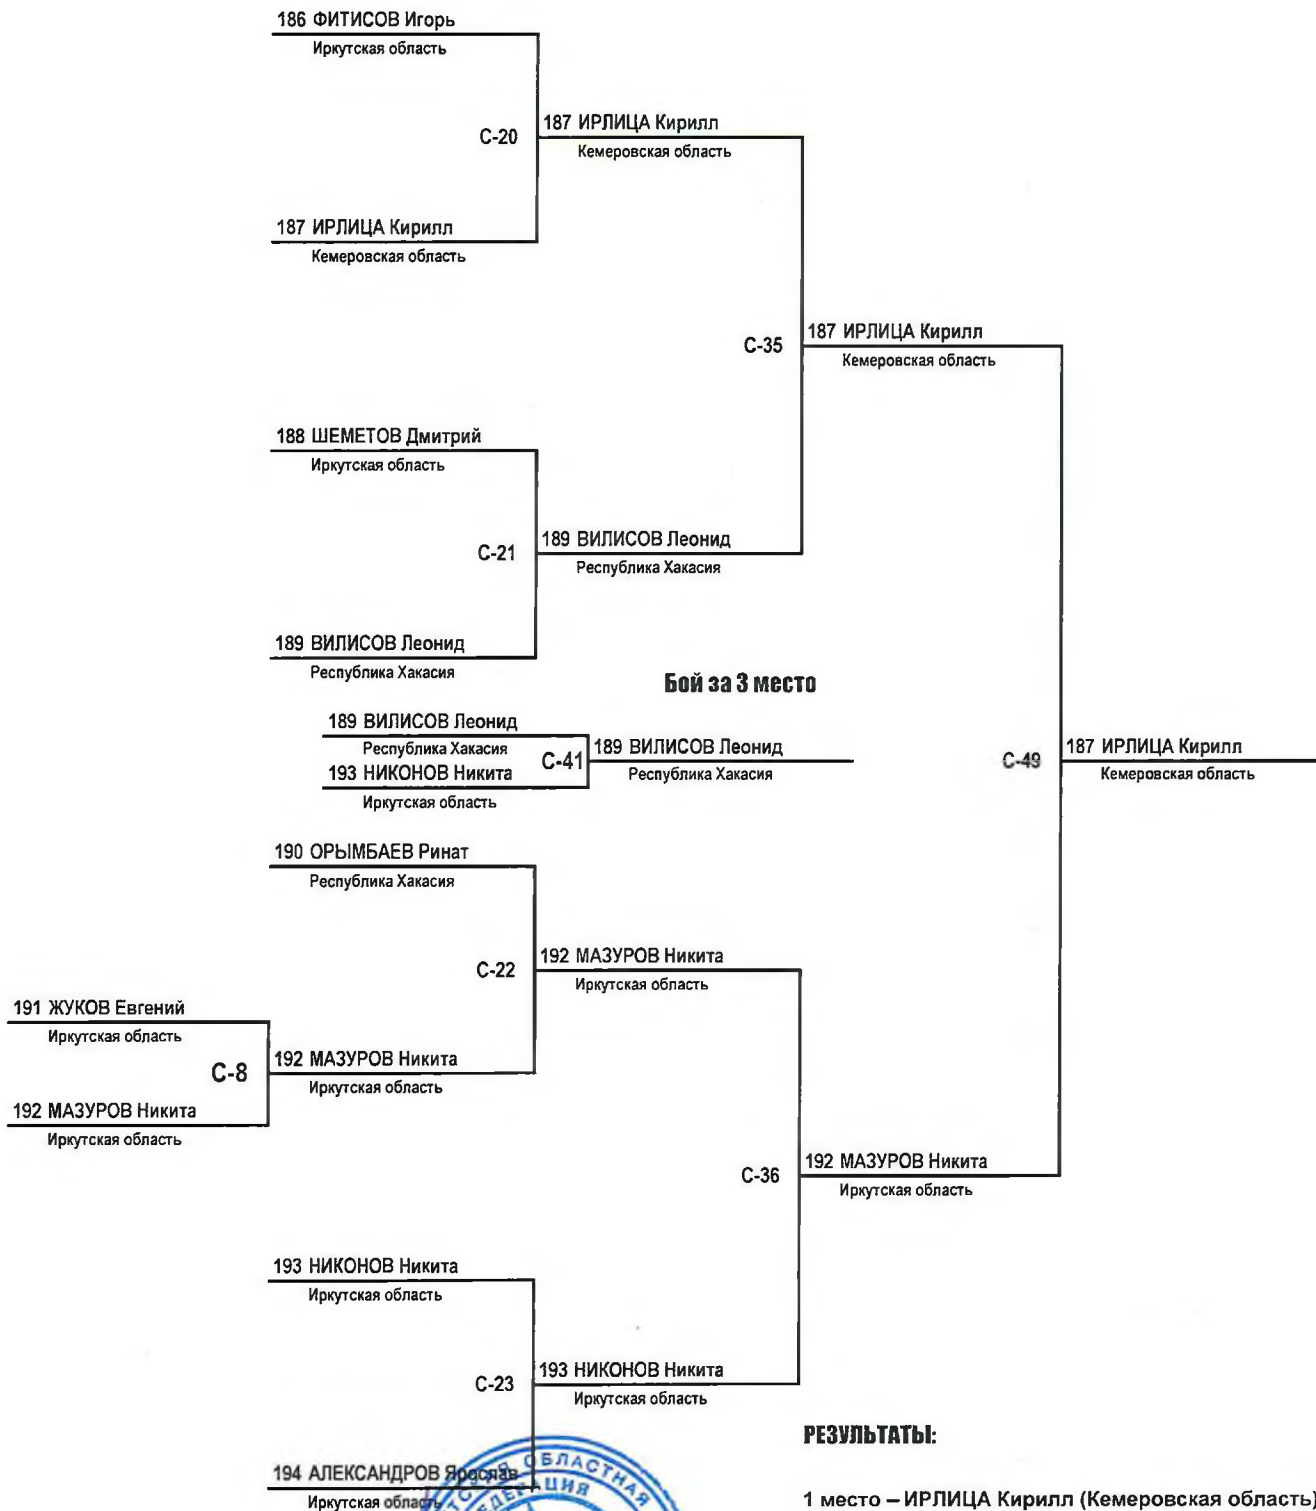 186 ФИТИСОВ Игорь
Иркутская область
С-20
187 ИРЛИЦА Кирилл
Кемеровская область
187 ИРЛИЦА Кирилл
Кемеровская область
С-35
187 ИРЛИЦА Кирилл
Кемеровская область
188 ШЕМЕТОВ Дмитрий
Иркутская область
С-21
189 ВИЛИСОВ Леонид
Республика Хакасия
189 ВИЛИСОВ Леонид
Республика Хакасия
Бой за 3 место
189 ВИЛИСОВ Леонид
Республика Хакасия
193 НИКОНОВ Никита
Иркутская область
С-41
189 ВИЛИСОВ Леонид
Республика Хакасия
С-49
187 ИРЛИЦА Кирилл
Кемеровская область
190 ОРЫМБАЕВ Ринат
Республика Хакасия
С-22
192 МАЗУРОВ Никита
Иркутская область
191 ЖУКОВ Евгений
Иркутская область
С-8
192 МАЗУРОВ Никита
Иркутская область
192 МАЗУРОВ Никита
Иркутская область
С-36
192 МАЗУРОВ Никита
Иркутская область
193 НИКОНОВ Никита
Иркутская область
С-23
193 НИКОНОВ Никита
Иркутская область
194 АЛЕКСАНДРОВ Ярослав
Иркутская область
ОБЛАСТНАЯ
РЕЗУЛЬТАТЫ:
1 место – ИРЛИЦА Кирилл (Кемеровская область